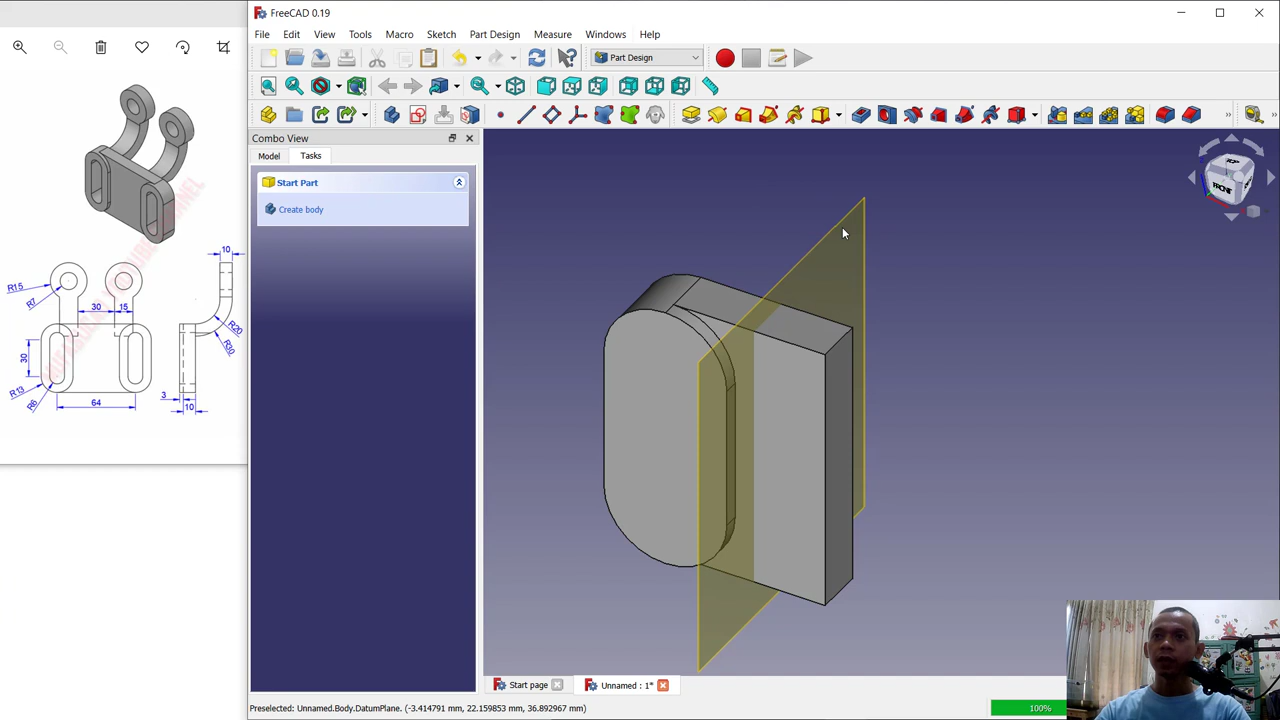 FreeCAD 0.19
File Edit View Tools Macro Sketch Part Design Measure Windows Help
Part Design
Combo View
Model Tasks
Start Part
Create body
TOP
FRONT
10
R15
R7
30 15
R20
R30
30
R13
R6
64
3
10
Start page Unnamed : 1*
Preselected: Unnamed.Body.DatumPlane. (-3.414791 mm, 22.159853 mm, 36.892967 mm)
100%